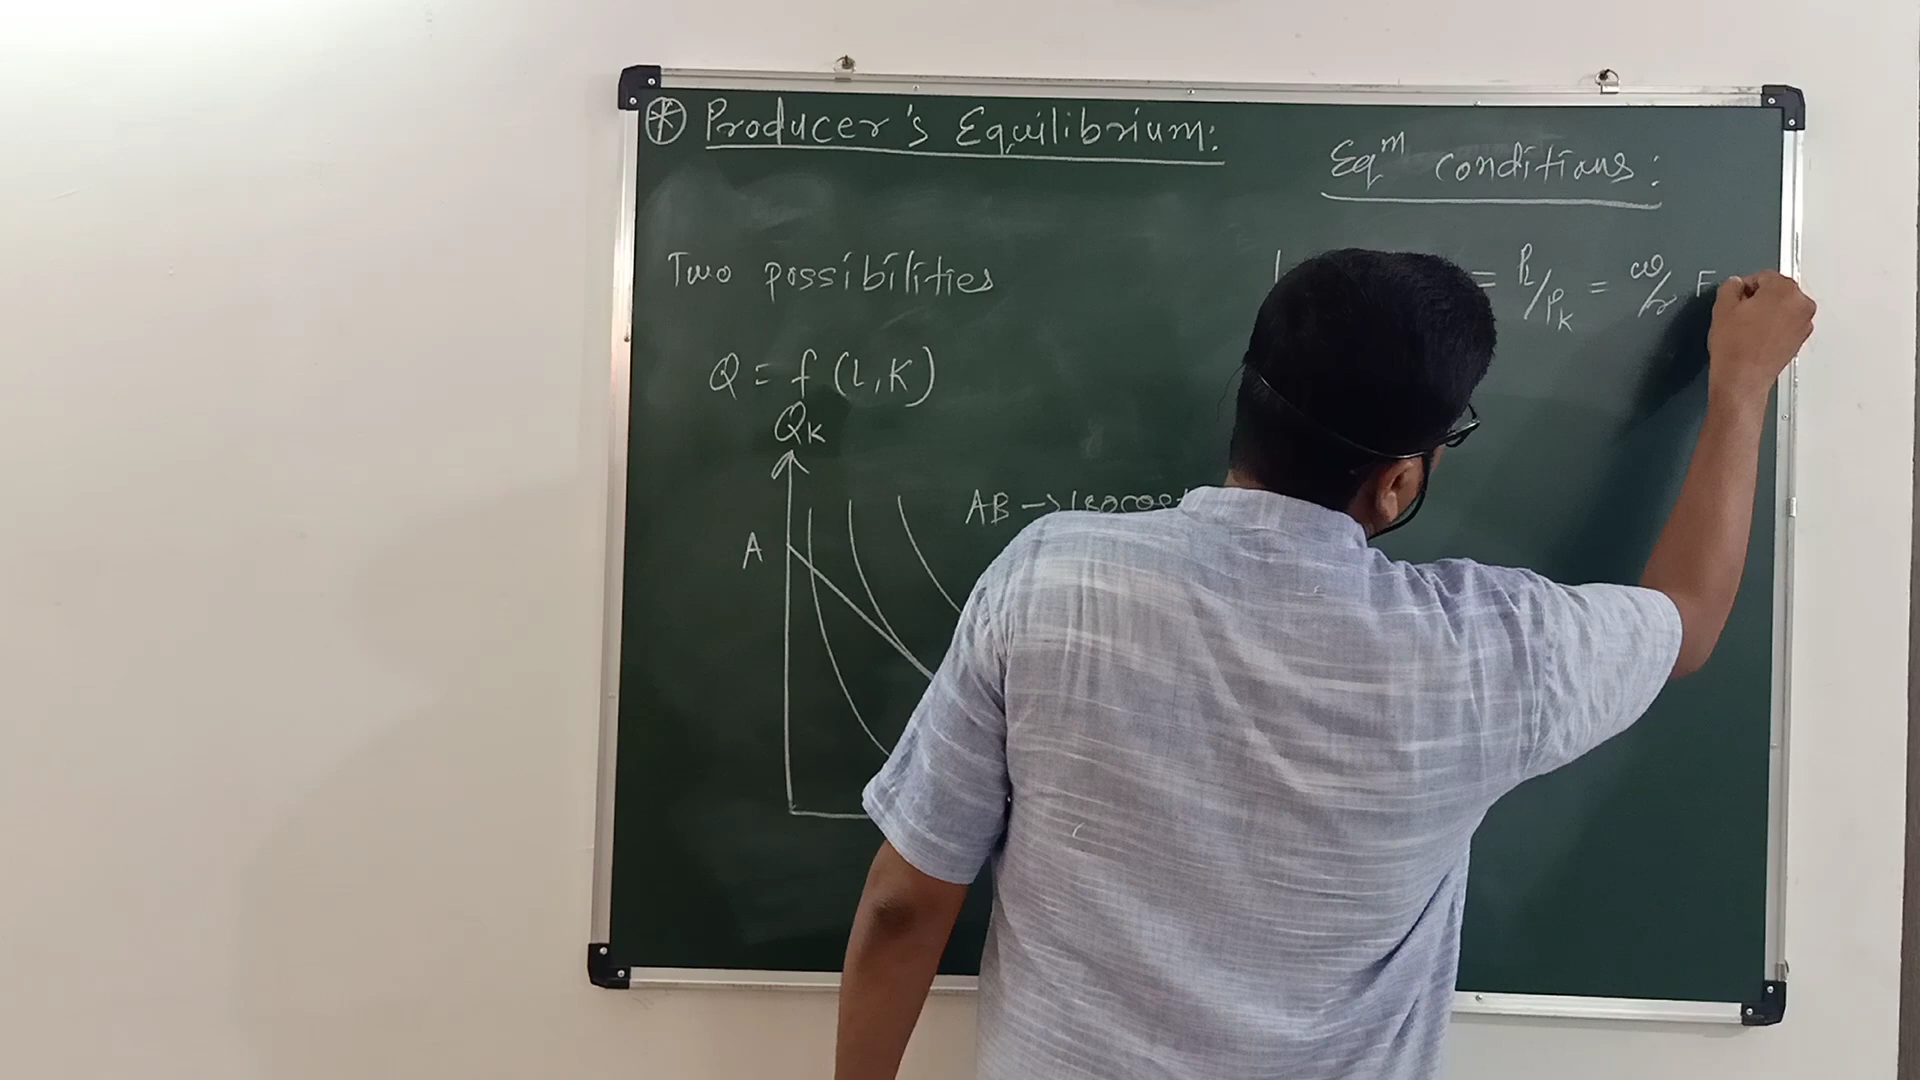 ✱ Producer's Equilibrium:
Eqᵐ conditions:
Two possibilities
= PL/PK = ω/r F
Q = f (L, K)
QK
AB → Isocost
A